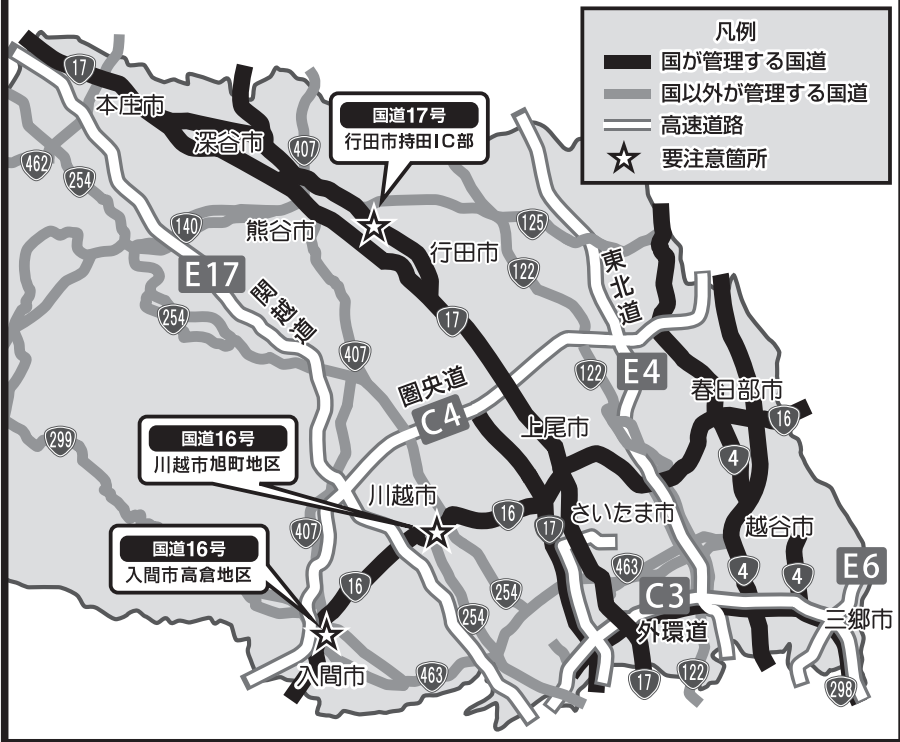 凡例
国が管理する国道
国以外が管理する国道
高速道路
要注意箇所
17
本庄市
深谷市
407
国道17号
行田市持田IC部
462
254
140
熊谷市
行田市
125
122
E17
関越道
東北道
254
17
407
122
E4
圏央道
C4
春日部市
16
上尾市
299
国道16号
川越市旭町地区
4
川越市
16
17
さいたま市
越谷市
407
国道16号
入間市高倉地区
16
463
4
4
E6
254
254
C3
外環道
三郷市
入間市
463
17
122
298